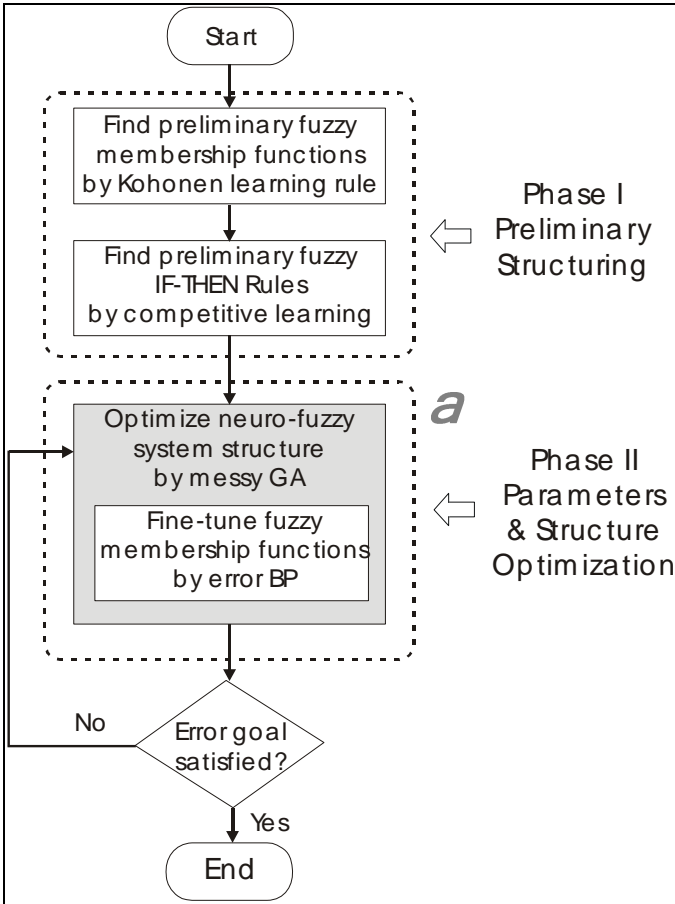 Start
Find preliminary fuzzy
membership functions
by Kohonen learning rule
Find preliminary fuzzy
IF-THEN Rules
by competitive learning
Phase I
Preliminary
Structuring
a
Optimize neuro-fuzzy
system structure
by messy GA
Fine-tune fuzzy
membership functions
by error BP
Phase II
Parameters
& Structure
Optimization
No
Error goal
satisfied?
Yes
End